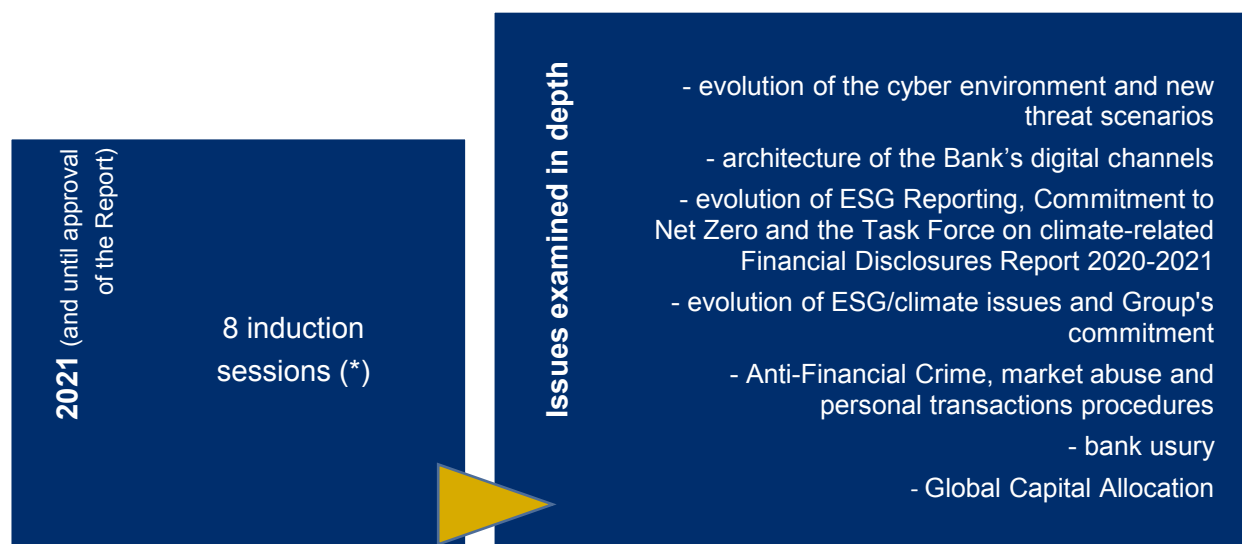 2021 (and until approval
of the Report)
8 induction
sessions (*)
Issues examined in depth
- evolution of the cyber environment and new
threat scenarios
- architecture of the Bank’s digital channels
- evolution of ESG Reporting, Commitment to
Net Zero and the Task Force on climate-related
Financial Disclosures Report 2020-2021
- evolution of ESG/climate issues and Group's
commitment
- Anti-Financial Crime, market abuse and
personal transactions procedures
- bank usury
- Global Capital Allocation